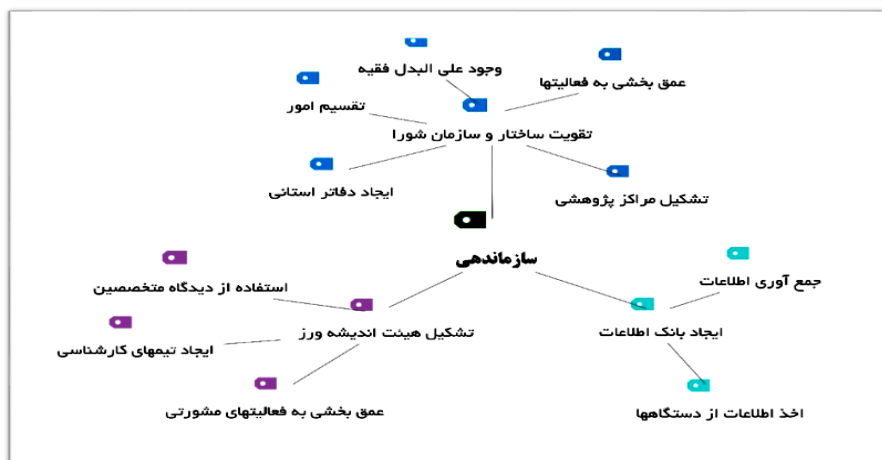 وجود علی البدل فقیه
عمق بخشی به فعالیتها
تقسیم امور
تقویت ساختار و سازمان شورا
ایجاد دفاتر استانی
تشکیل مراکز پژوهشی
سازماندهی
استفاده از دیدگاه متخصصین
جمع آوری اطلاعات
تشکیل هیئت اندیشه ورز
ایجاد بانک اطلاعات
ایجاد تیمهای کارشناسی
عمق بخشی به فعالیتهای مشورتی
اخذ اطلاعات از دستگاهها